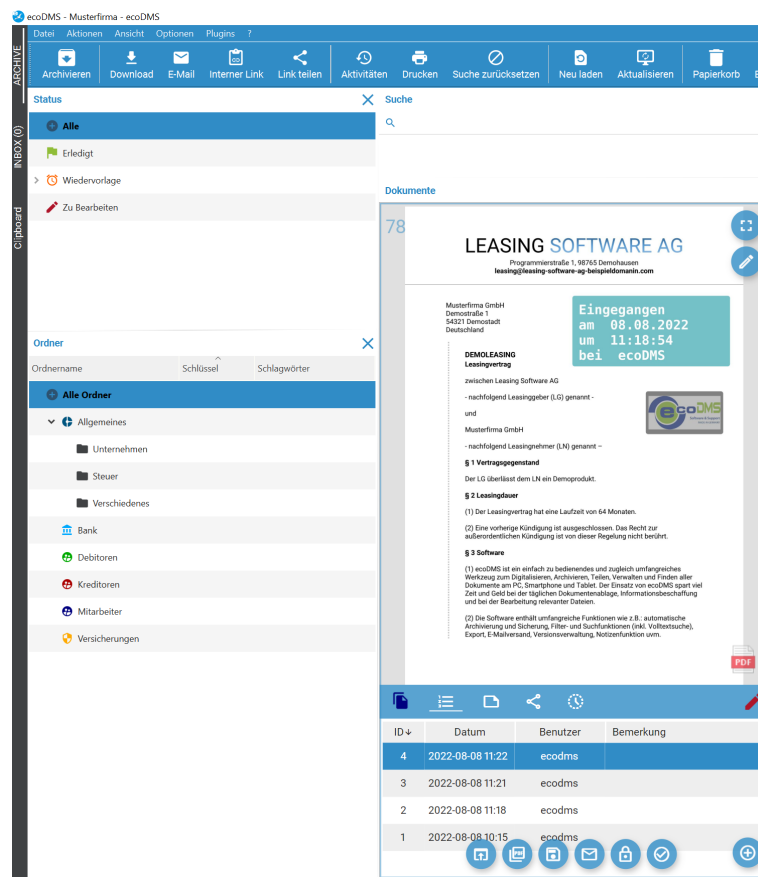 ecoDMS - Musterfirma - ecoDMS
Datei Aktionen Ansicht Optionen Plugins ?
Archivieren Download E-Mail Interner Link Link teilen Aktivitäten Drucken Suche zurücksetzen Neu laden Aktualisieren Papierkorb
ARCHIVE
INBOX (0)
Clipboard
Status
Alle
Erledigt
Wiedervorlage
Zu Bearbeiten
Ordner
Ordnername Schlüssel Schlagwörter
Alle Ordner
Allgemeines
Unternehmen
Steuer
Verschiedenes
Bank
Debitoren
Kreditoren
Mitarbeiter
Versicherungen
Suche
Dokumente
78
LEASING SOFTWARE AG
Programmierstraße 1, 98765 Demohausen
leasing@leasing-software-ag-beispieldomanin.com
Musterfirma GmbH
Demostraße 1
54321 Demostadt
Deutschland
Eingegangen
am 08.08.2022
um 11:18:54
bei ecoDMS
DEMOLEASING
Leasingvertrag
zwischen Leasing Software AG
- nachfolgend Leasinggeber (LG) genannt -
und
Musterfirma GmbH
- nachfolgend Leasingnehmer (LN) genannt –
ecoDMS
§ 1 Vertragsgegenstand
Der LG überlässt dem LN ein Demoprodukt.
§ 2 Leasingdauer
(1) Der Leasingvertrag hat eine Laufzeit von 64 Monaten.
(2) Eine vorherige Kündigung ist ausgeschlossen. Das Recht zur
außerordentlichen Kündigung ist von dieser Regelung nicht berührt.
§ 3 Software
(1) ecoDMS ist ein einfach zu bedienendes und zugleich umfangreiches
Werkzeug zum Digitalisieren, Archivieren, Teilen, Verwalten und Finden aller
Dokumente am PC, Smartphone und Tablet. Der Einsatz von ecoDMS spart viel
Zeit und Geld bei der täglichen Dokumentenablage, Informationsbeschaffung
und bei der Bearbeitung relevanter Dateien.
(2) Die Software enthält umfangreiche Funktionen wie z.B.: automatische
Archivierung und Sicherung, Filter- und Suchfunktionen (inkl. Volltextsuche),
Export, E-Mailversand, Versionsverwaltung, Notizenfunktion uvm.
PDF
ID Datum Benutzer Bemerkung
4 2022-08-08 11:22 ecodms
3 2022-08-08 11:21 ecodms
2 2022-08-08 11:18 ecodms
1 2022-08-08 10:15 ecodms